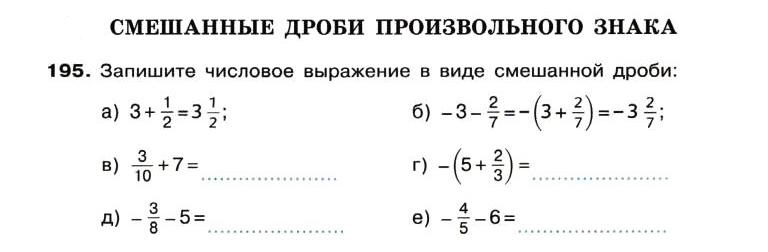 СМЕШАННЫЕ ДРОБИ ПРОИЗВОЛЬНОГО ЗНАКА
195. Запишите числовое выражение в виде смешанной дроби:
а) 3 + 1/2 = 3 1/2; б) −3 − 2/7 = −(3 + 2/7) = −3 2/7;
в) 3/10 + 7 = ........ г) −(5 + 2/3) = ........
д) −3/8 − 5 = ........ е) −4/5 − 6 = ........